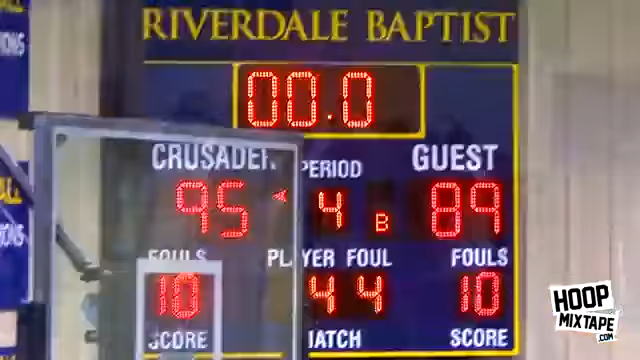 RIVERDALE BAPTIST
00.0
CRUSADER PERIOD GUEST
95 4 B 89
FOULS PLAYER FOUL FOULS
10 44 10
SCORE MATCH SCORE
HOOP
MIXTAPE
.COM